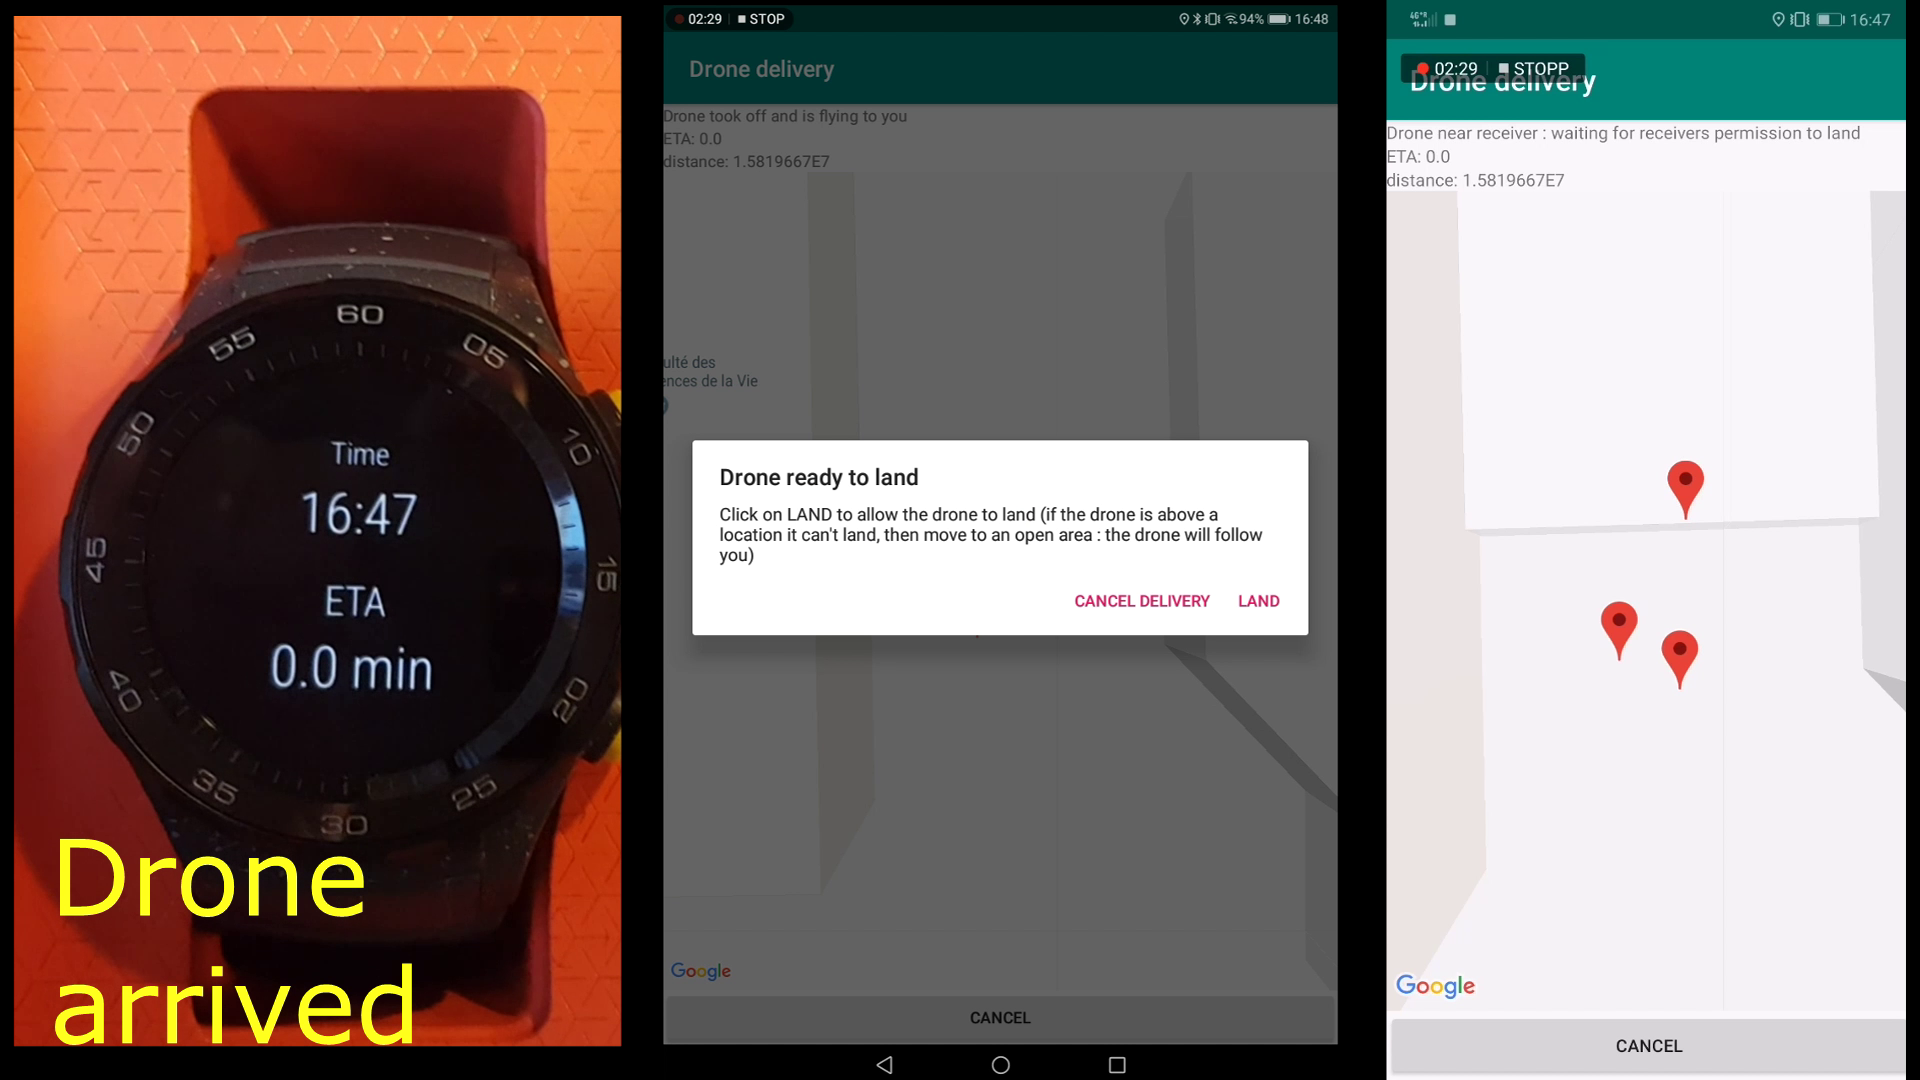 60
55
05
50
10
Time
16:47
45
15
ETA
0.0 min
40
20
35
25
30
Drone
arrived
02:29 STOP
94% 16:48
Drone delivery
Drone took off and is flying to you
ETA: 0.0
distance: 1.5819667E7
ulté des
ences de la Vie
Drone ready to land
Click on LAND to allow the drone to land (if the drone is above a
location it can't land, then move to an open area : the drone will follow
you)
CANCEL DELIVERY LAND
Google
CANCEL
16:47
02:29 STOPP
Drone delivery
Drone near receiver : waiting for receivers permission to land
ETA: 0.0
distance: 1.5819667E7
Google
CANCEL